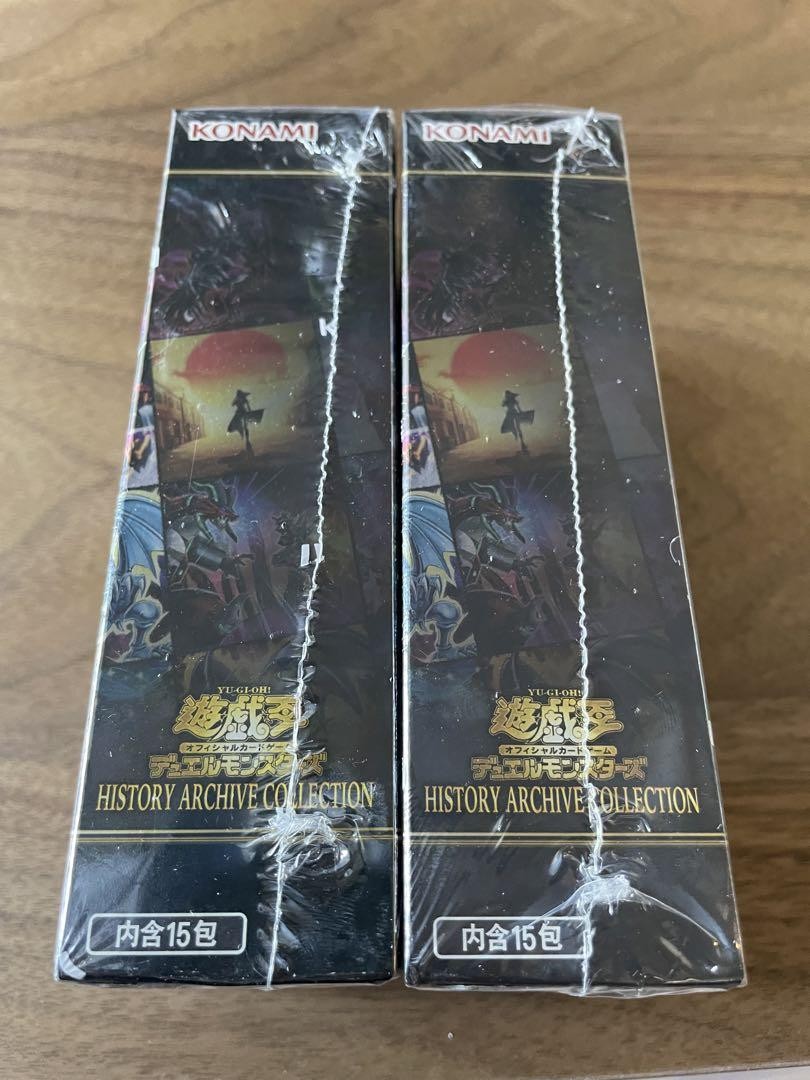 KONAMI
YU-GI-OH!
遊戯王
オフィシャルカードゲーム
デュエルモンスターズ
HISTORY ARCHIVE COLLECTION
内含15包
KONAMI
YU-GI-OH!
遊戯王
オフィシャルカードゲーム
デュエルモンスターズ
HISTORY ARCHIVE COLLECTION
内含15包